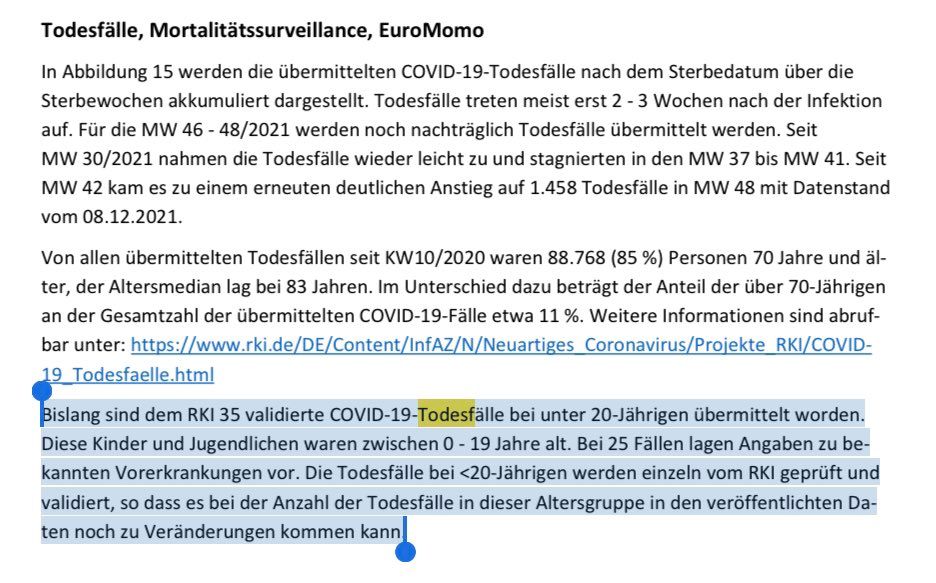 Todesfälle, Mortalitätssurveillance, EuroMomo
In Abbildung 15 werden die übermittelten COVID-19-Todesfälle nach dem Sterbedatum über die
Sterbewochen akkumuliert dargestellt. Todesfälle treten meist erst 2 - 3 Wochen nach der Infektion
auf. Für die MW 46 - 48/2021 werden noch nachträglich Todesfälle übermittelt werden. Seit
MW 30/2021 nahmen die Todesfälle wieder leicht zu und stagnierten in den MW 37 bis MW 41. Seit
MW 42 kam es zu einem erneuten deutlichen Anstieg auf 1.458 Todesfälle in MW 48 mit Datenstand
vom 08.12.2021.
Von allen übermittelten Todesfällen seit KW10/2020 waren 88.768 (85 %) Personen 70 Jahre und äl-
ter, der Altersmedian lag bei 83 Jahren. Im Unterschied dazu beträgt der Anteil der über 70-Jährigen
an der Gesamtzahl der übermittelten COVID-19-Fälle etwa 11 %. Weitere Informationen sind abruf-
bar unter: https://www.rki.de/DE/Content/InfAZ/N/Neuartiges_Coronavirus/Projekte_RKI/COVID-
19_Todesfaelle.html
Bislang sind dem RKI 35 validierte COVID-19-Todesfälle bei unter 20-Jährigen übermittelt worden.
Diese Kinder und Jugendlichen waren zwischen 0 - 19 Jahre alt. Bei 25 Fällen lagen Angaben zu be-
kannten Vorerkrankungen vor. Die Todesfälle bei <20-Jährigen werden einzeln vom RKI geprüft und
validiert, so dass es bei der Anzahl der Todesfälle in dieser Altersgruppe in den veröffentlichten Da-
ten noch zu Veränderungen kommen kann.